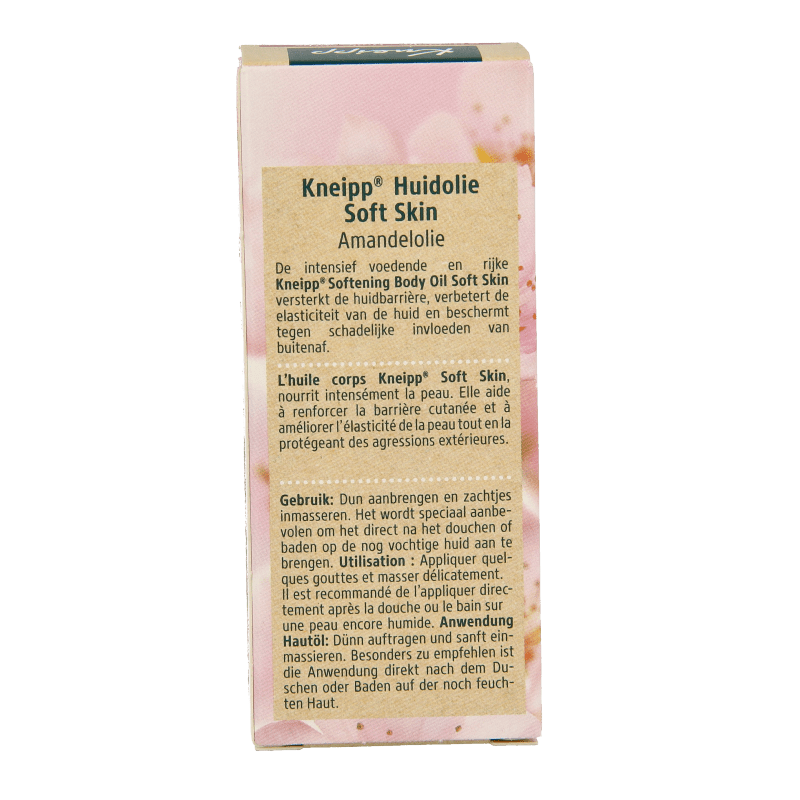 Kneipp
Kneipp® Huidolie
Soft Skin
Amandelolie
De intensief voedende en rijke
Kneipp® Softening Body Oil Soft Skin
versterkt de huidbarrière, verbetert de
elasticiteit van de huid en beschermt
tegen schadelijke invloeden van
buitenaf.
L'huile corps Kneipp® Soft Skin,
nourrit intensément la peau. Elle aide
à renforcer la barrière cutanée et à
améliorer l'élasticité de la peau tout en la
protégeant des agressions extérieures.
Gebruik: Dun aanbrengen en zachtjes
inmasseren. Het wordt speciaal aanbe-
volen om het direct na het douchen of
baden op de nog vochtige huid aan te
brengen. Utilisation : Appliquer quel-
ques gouttes et masser délicatement.
Il est recommandé de l'appliquer direc-
tement après la douche ou le bain sur
une peau encore humide. Anwendung
Hautöl: Dünn auftragen und sanft ein-
massieren. Besonders zu empfehlen ist
die Anwendung direkt nach dem Du-
schen oder Baden auf der noch feuch-
ten Haut.